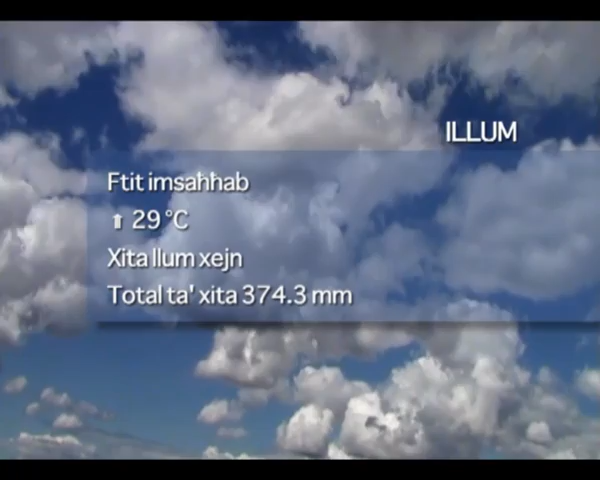 ILLUM
Ftit imsaħħab
⬆ 29 °C
Xita llum xejn
Total ta' xita 374.3 mm